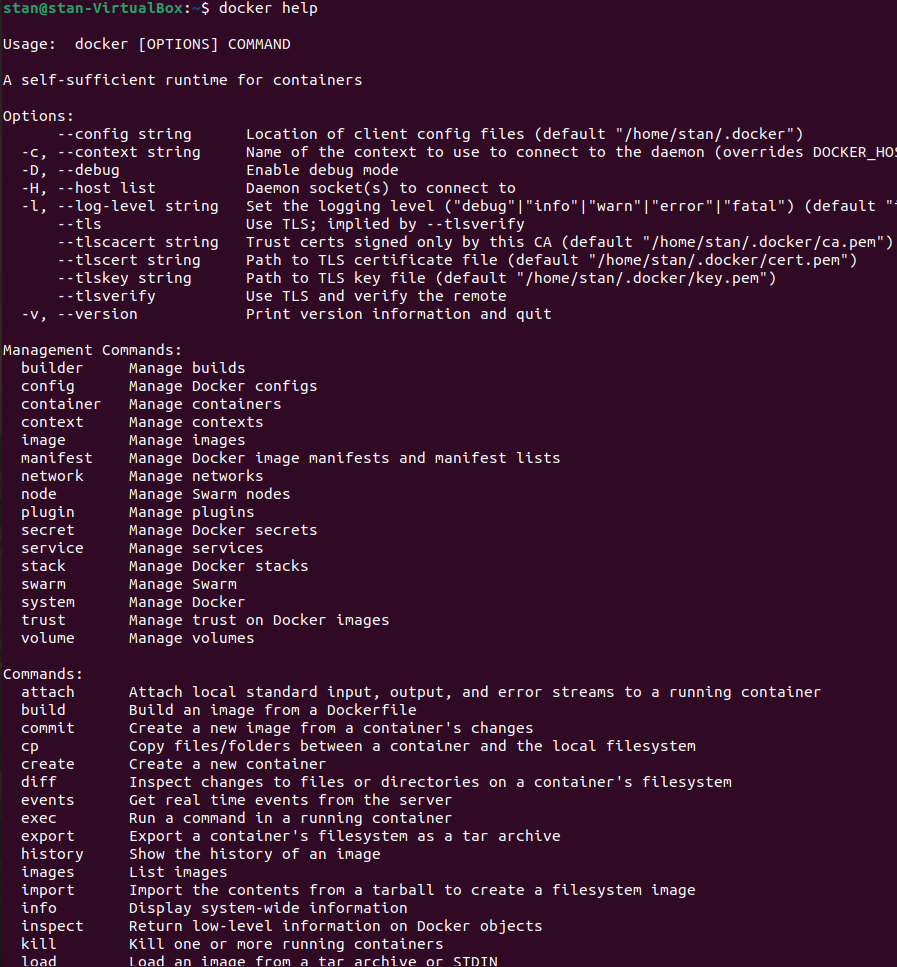 stan@stan-VirtualBox:~$ docker help

Usage:  docker [OPTIONS] COMMAND

A self-sufficient runtime for containers

Options:
      --config string      Location of client config files (default "/home/stan/.docker")
  -c, --context string     Name of the context to use to connect to the daemon (overrides DOCKER_HOS
  -D, --debug              Enable debug mode
  -H, --host list          Daemon socket(s) to connect to
  -l, --log-level string   Set the logging level ("debug"|"info"|"warn"|"error"|"fatal") (default "i
      --tls                Use TLS; implied by --tlsverify
      --tlscacert string   Trust certs signed only by this CA (default "/home/stan/.docker/ca.pem")
      --tlscert string     Path to TLS certificate file (default "/home/stan/.docker/cert.pem")
      --tlskey string      Path to TLS key file (default "/home/stan/.docker/key.pem")
      --tlsverify          Use TLS and verify the remote
  -v, --version            Print version information and quit

Management Commands:
  builder     Manage builds
  config      Manage Docker configs
  container   Manage containers
  context     Manage contexts
  image       Manage images
  manifest    Manage Docker image manifests and manifest lists
  network     Manage networks
  node        Manage Swarm nodes
  plugin      Manage plugins
  secret      Manage Docker secrets
  service     Manage services
  stack       Manage Docker stacks
  swarm       Manage Swarm
  system      Manage Docker
  trust       Manage trust on Docker images
  volume      Manage volumes

Commands:
  attach      Attach local standard input, output, and error streams to a running container
  build       Build an image from a Dockerfile
  commit      Create a new image from a container's changes
  cp          Copy files/folders between a container and the local filesystem
  create      Create a new container
  diff        Inspect changes to files or directories on a container's filesystem
  events      Get real time events from the server
  exec        Run a command in a running container
  export      Export a container's filesystem as a tar archive
  history     Show the history of an image
  images      List images
  import      Import the contents from a tarball to create a filesystem image
  info        Display system-wide information
  inspect     Return low-level information on Docker objects
  kill        Kill one or more running containers
  load        Load an image from a tar archive or STDIN